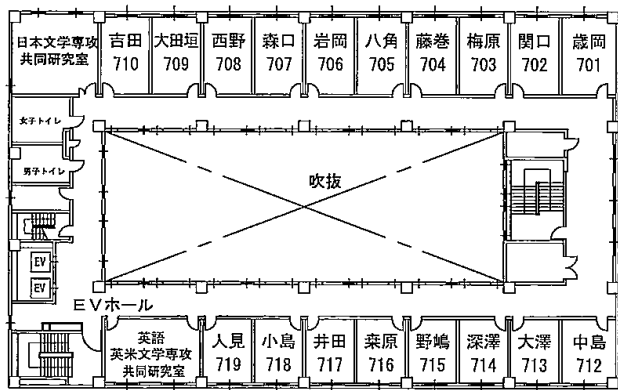 日本文学専攻
共同研究室
吉田
710
大田垣
709
西野
708
森口
707
岩岡
706
八角
705
藤巻
704
梅原
703
関口
702
歳岡
701
女子トイレ
男子トイレ
吹抜
EV
EV
EVホール
英語
英米文学専攻
共同研究室
人見
719
小島
718
井田
717
桒原
716
野嶋
715
深澤
714
大澤
713
中島
712